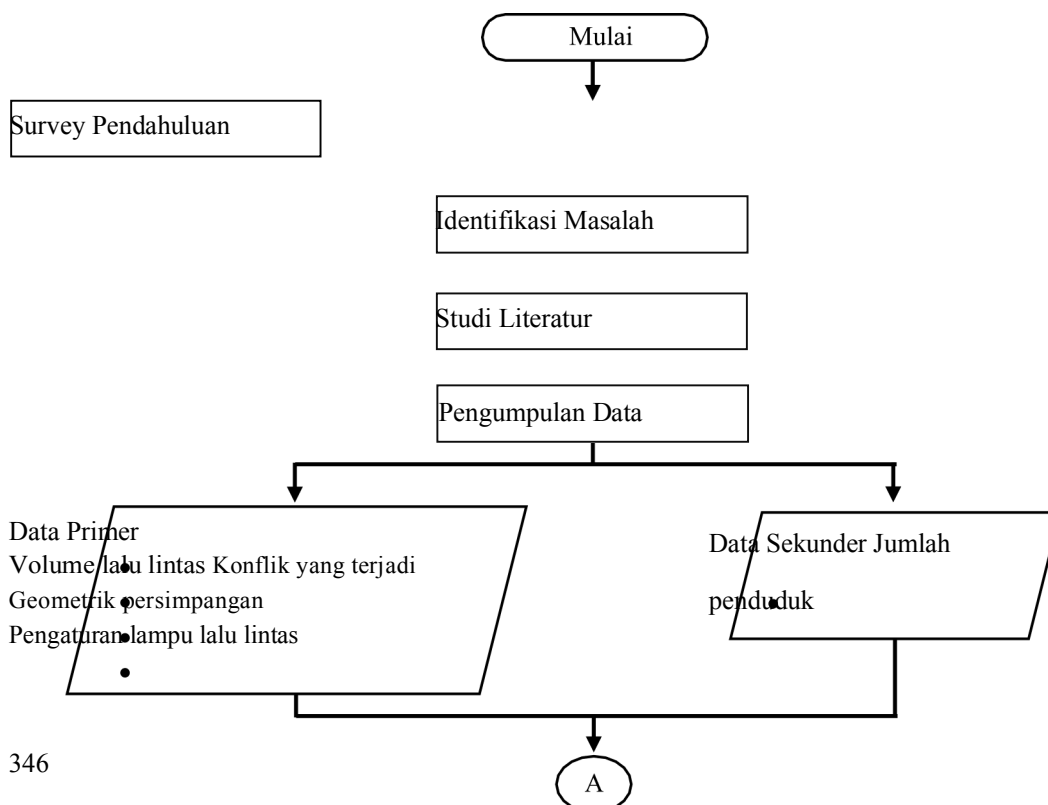 Mulai
Survey Pendahuluan
Identifikasi Masalah
Studi Literatur
Pengumpulan Data
Data Primer
Volume lalu lintas Konflik yang terjadi
Geometrik persimpangan
Pengaturan lampu lalu lintas
Data Sekunder Jumlah
penduduk
346
A